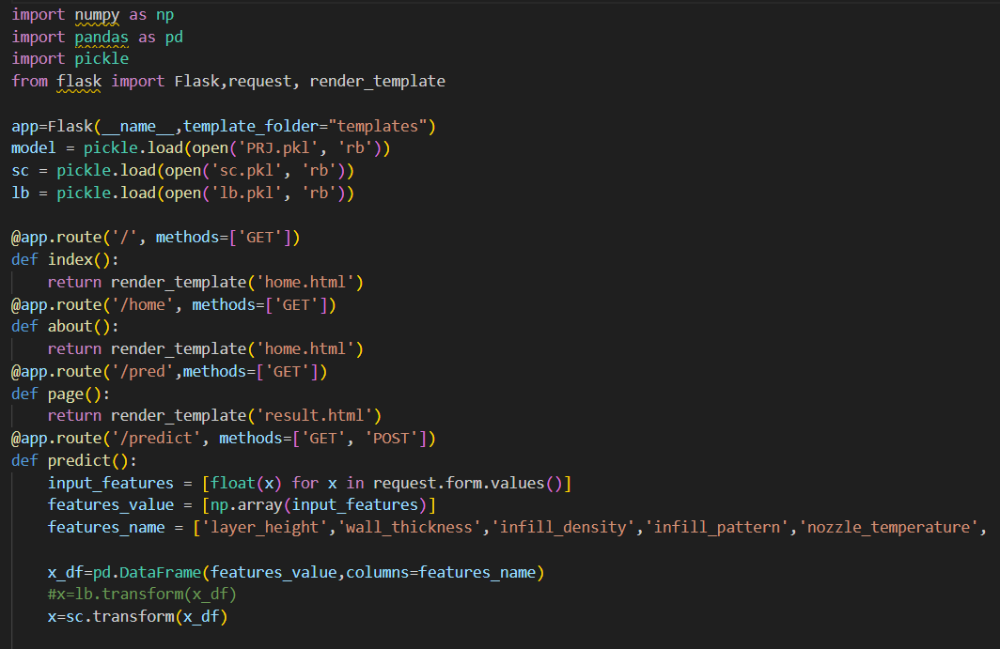 import numpy as np
import pandas as pd
import pickle
from flask import Flask,request, render_template

app=Flask(__name__,template_folder="templates")
model = pickle.load(open('PRJ.pkl', 'rb'))
sc = pickle.load(open('sc.pkl', 'rb'))
lb = pickle.load(open('lb.pkl', 'rb'))

@app.route('/', methods=['GET'])
def index():
    return render_template('home.html')
@app.route('/home', methods=['GET'])
def about():
    return render_template('home.html')
@app.route('/pred',methods=['GET'])
def page():
    return render_template('result.html')
@app.route('/predict', methods=['GET', 'POST'])
def predict():
    input_features = [float(x) for x in request.form.values()]
    features_value = [np.array(input_features)]
    features_name = ['layer_height','wall_thickness','infill_density','infill_pattern','nozzle_temperature',

    x_df=pd.DataFrame(features_value,columns=features_name)
    #x=lb.transform(x_df)
    x=sc.transform(x_df)